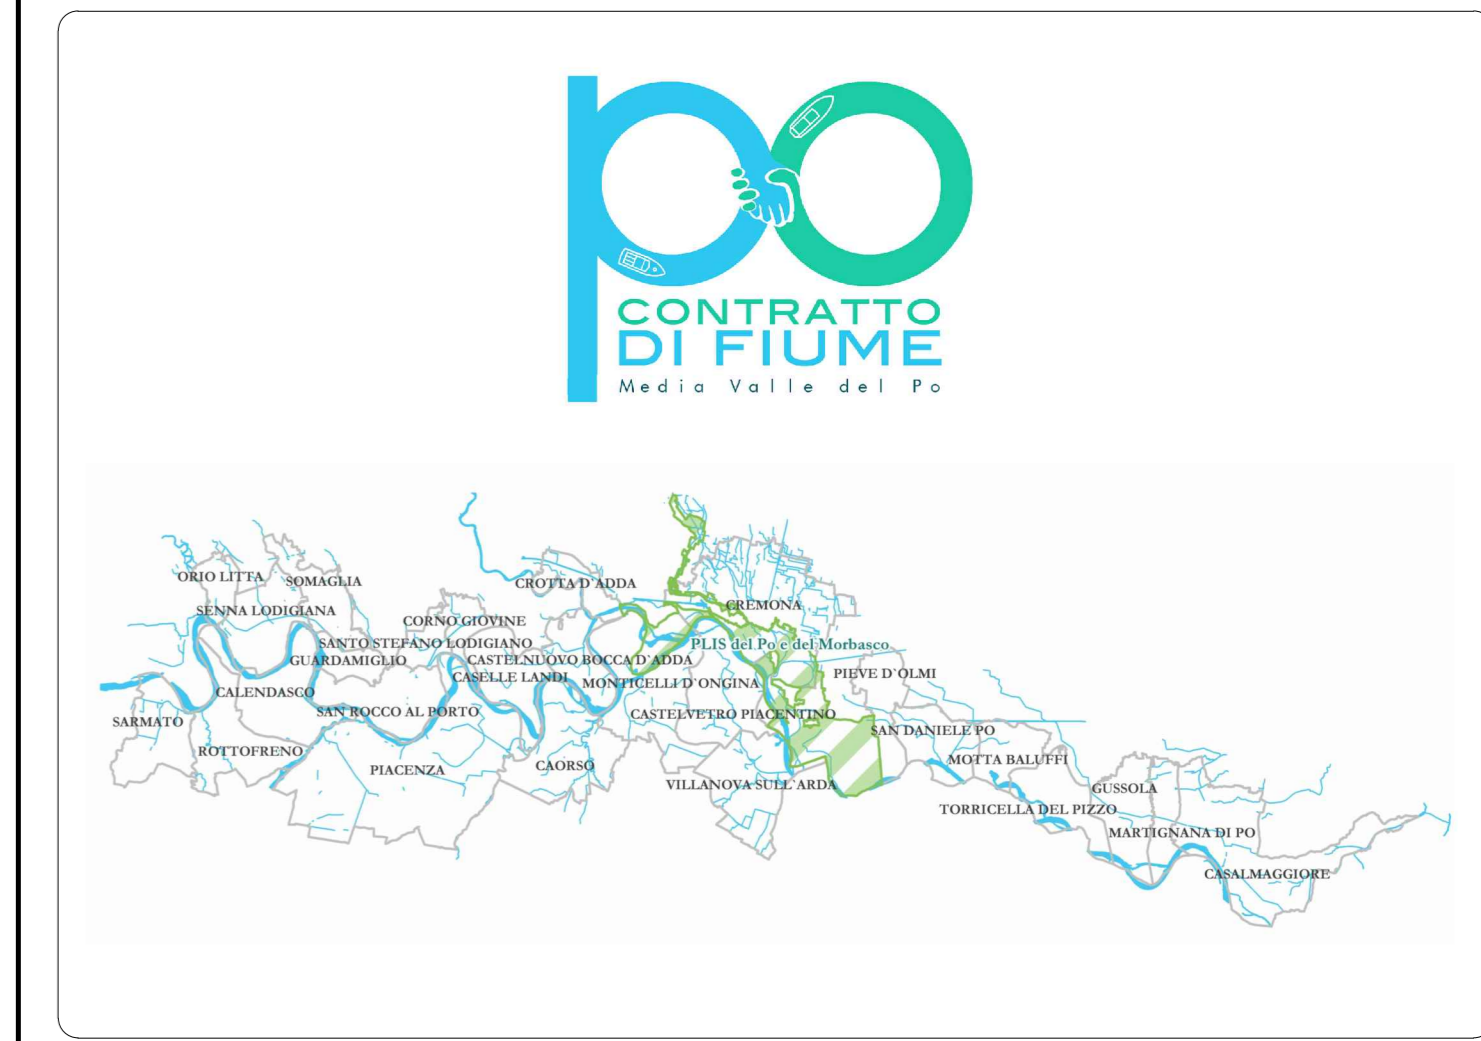 po
CONTRATTO
DI FIUME
Media Valle del Po
ORIO LITTA
SOMAGLIA
CROTTA D`ADDA
SENNA LODIGIANA
CREMONA
CORNO GIOVINE
SANTO STEFANO LODIGIANO
PLIS del Po e del Morbasco
GUARDAMIGLIO
CASTELNUOVO BOCCA D`ADDA
CASELLE LANDI
MONTICELLI D`ONGINA
PIEVE D`OLMI
CALENDASCO
SAN ROCCO AL PORTO
CASTELVETRO PIACENTINO
SARMATO
SAN DANIELE PO
ROTTOFRENO
MOTTA BALUFFI
PIACENZA
CAORSO
VILLANOVA SULL`ARDA
GUSSOLA
TORRICELLA DEL PIZZO
MARTIGNANA DI PO
CASALMAGGIORE